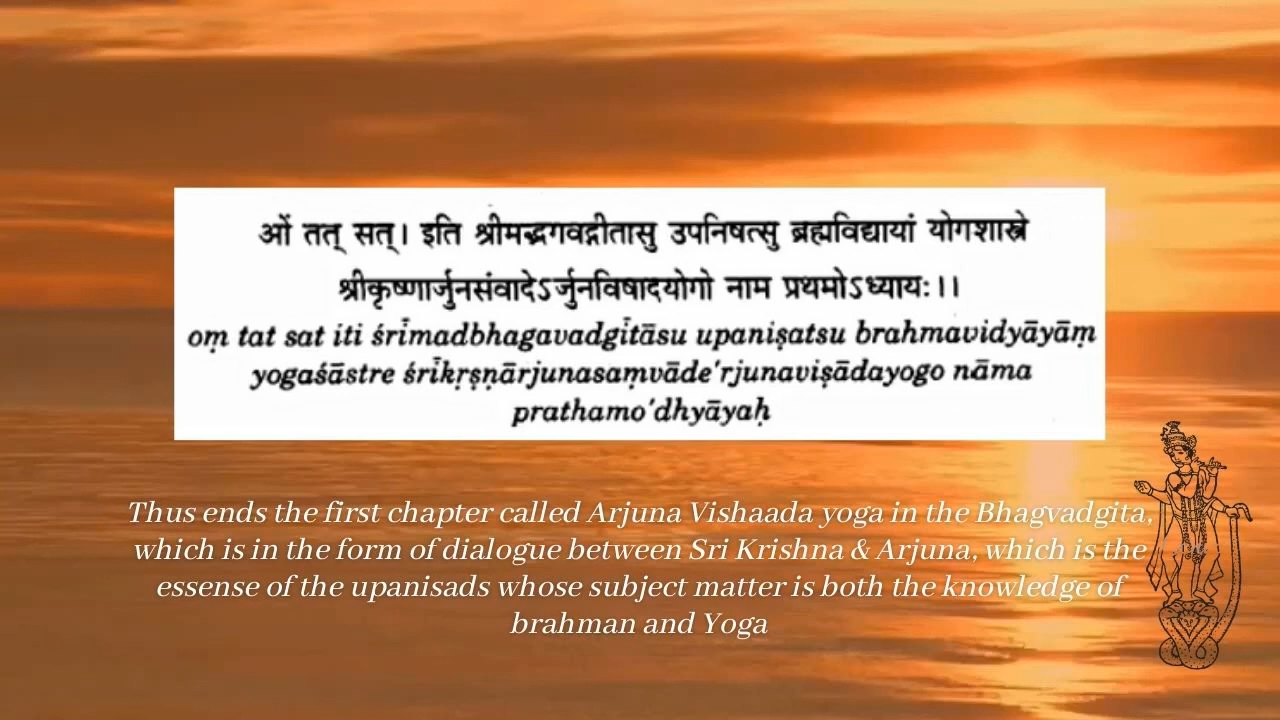 ओं तत् सत्। इति श्रीमद्भगवद्गीतासु उपनिषत्सु ब्रह्मविद्यायां योगशास्त्रे
श्रीकृष्णार्जुनसंवादेऽर्जुनविषादयोगो नाम प्रथमोऽध्यायः।।
oṃ tat sat iti śrīmadbhagavadgītāsu upaniṣatsu brahmavidyāyāṃ
yogaśāstre śrīkṛṣṇārjunasaṃvāde'rjunaviṣādayogo nāma
prathamo'dhyāyaḥ
Thus ends the first chapter called Arjuna Vishaada yoga in the Bhagvadgita,
which is in the form of dialogue between Sri Krishna & Arjuna, which is the
essense of the upanisads whose subject matter is both the knowledge of
brahman and Yoga